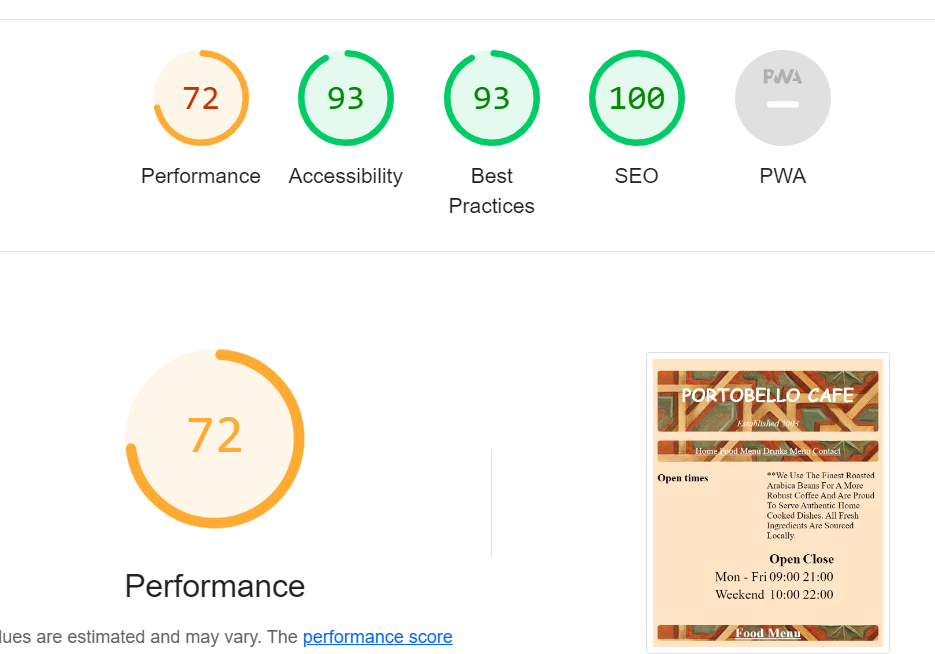 72
93
93
100
PWA
Performance
Accessibility
Best
Practices
SEO
PWA
72
Performance
lues are estimated and may vary. The performance score
PORTOBELLO CAFE
Established 2003
Home Food Menu Drinks Menu Contact
Open times
**We Use The Finest Roasted
Arabica Beans For A More
Robust Coffee And Are Proud
To Serve Authentic Home
Cooked Dishes. All Fresh
Ingredients Are Sourced
Locally.
Open Close
Mon - Fri 09:00 21:00
Weekend 10:00 22:00
Food Menu